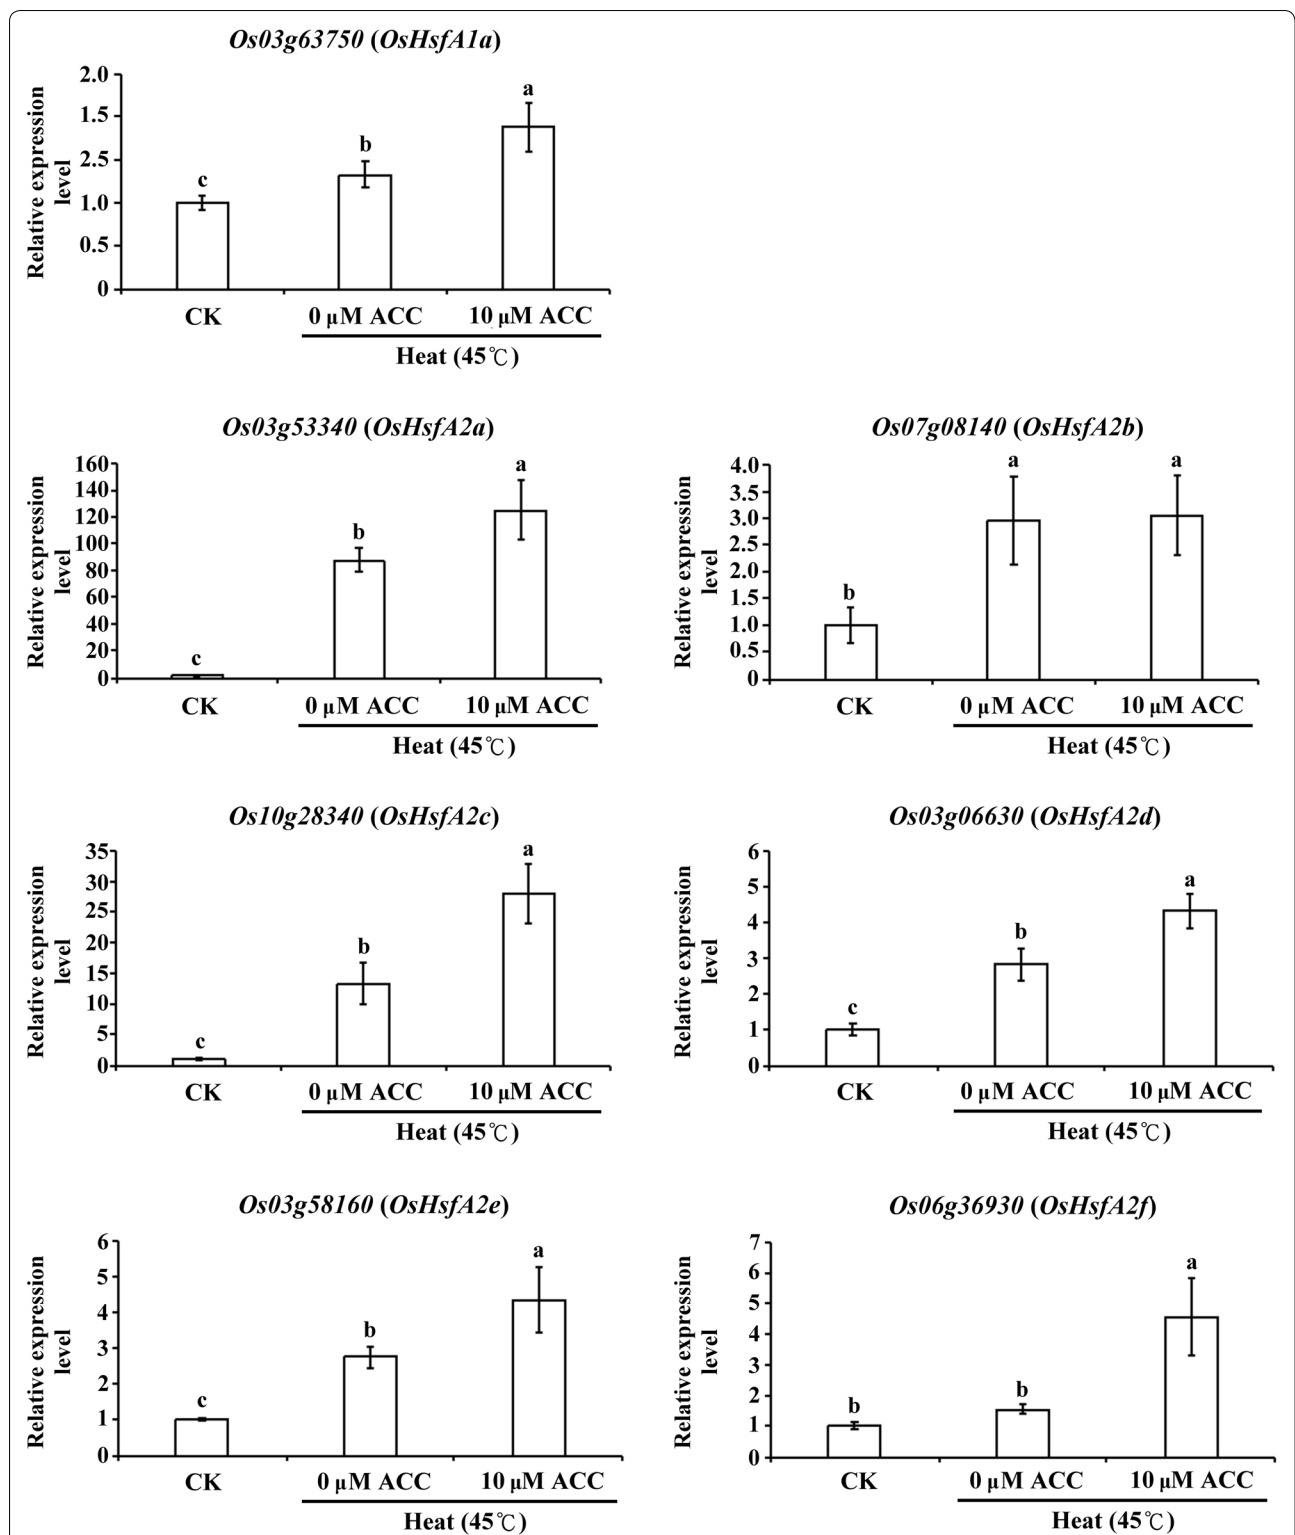 Os03g63750 (OsHsfA1a)
Relative expression
level
2.0
1.5
2.5
1.0
0.5
0
c
b
a
CK
0 μM ACC
10 μM ACC
Heat (45℃)
Os03g53340 (OsHsfA2a)
Relative expression
level
160
140
120
100
80
60
40
20
0
c
b
a
CK
0 μM ACC
10 μM ACC
Heat (45℃)
Os07g08140 (OsHsfA2b)
Relative expression
level
4.0
3.5
3.0
2.5
2.0
1.5
1.0
0.5
0
b
a
a
CK
0 μM ACC
10 μM ACC
Heat (45℃)
Os10g28340 (OsHsfA2c)
Relative expression
level
35
30
25
20
15
10
5
0
c
b
a
CK
0 μM ACC
10 μM ACC
Heat (45℃)
Os03g06630 (OsHsfA2d)
Relative expression
level
6
5
4
3
2
1
0
c
b
a
CK
0 μM ACC
10 μM ACC
Heat (45℃)
Os03g58160 (OsHsfA2e)
Relative expression
level
6
5
4
3
2
1
0
c
b
a
CK
0 μM ACC
10 μM ACC
Heat (45℃)
Os06g36930 (OsHsfA2f)
Relative expression
level
7
6
5
4
3
2
1
0
b
b
a
CK
0 μM ACC
10 μM ACC
Heat (45℃)